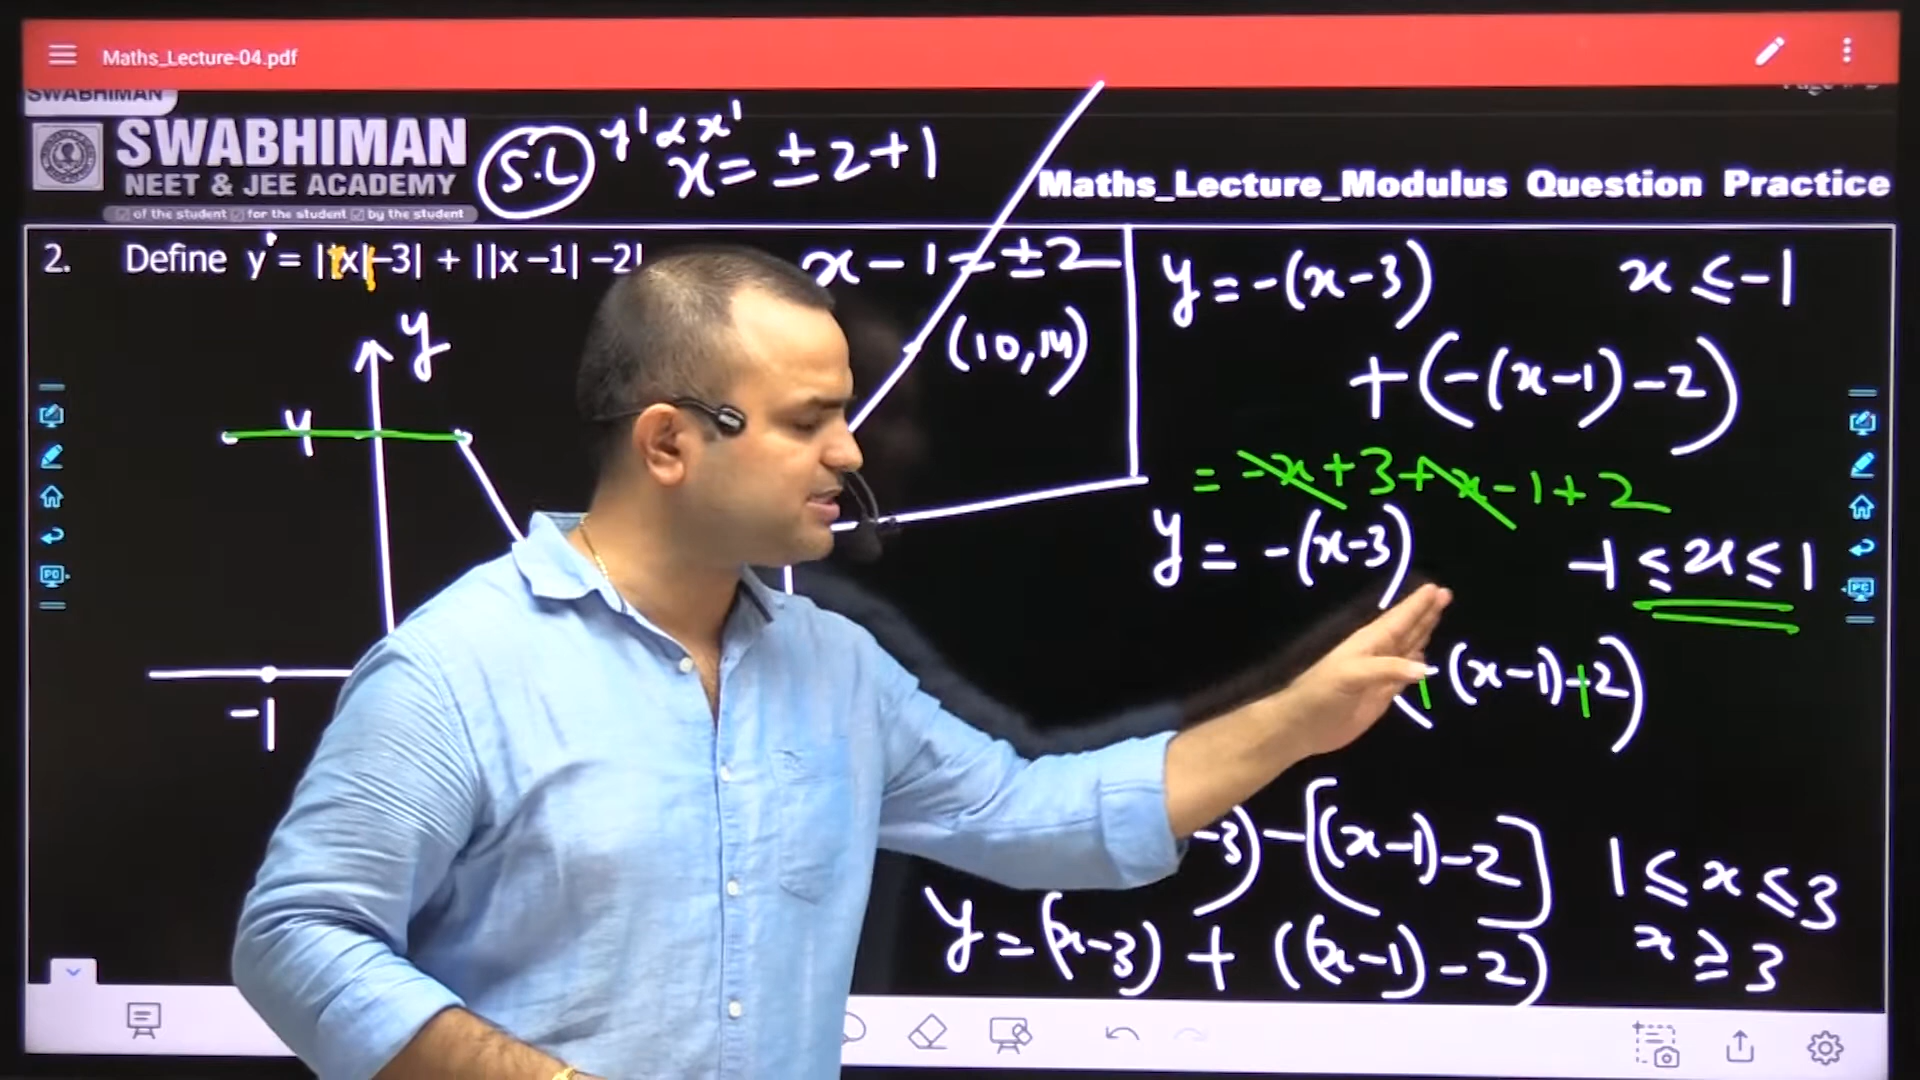 Maths_Lecture-04.pdf
SWABHIMAN
SWABHIMAN
NEET & JEE ACADEMY
of the student for the student by the student
S.L
y' α x'
x = ± 2 + 1
Maths_Lecture_Modulus Question Practice
2. Define y = ||x|-3| + ||x-1| -2|
x - 1 = ± 2
(10,14)
y
4
-1
y = -(x-3) x ≤ -1
+ (-(x-1)-2)
= -x+3+x-1+2
y = -(x-3) -1 ≤ x ≤ 1
(x-1)+2)
-3) - [(x-1)-2] 1 ≤ x ≤ 3
y = (x-3) + ((x-1)-2) x ≥ 3